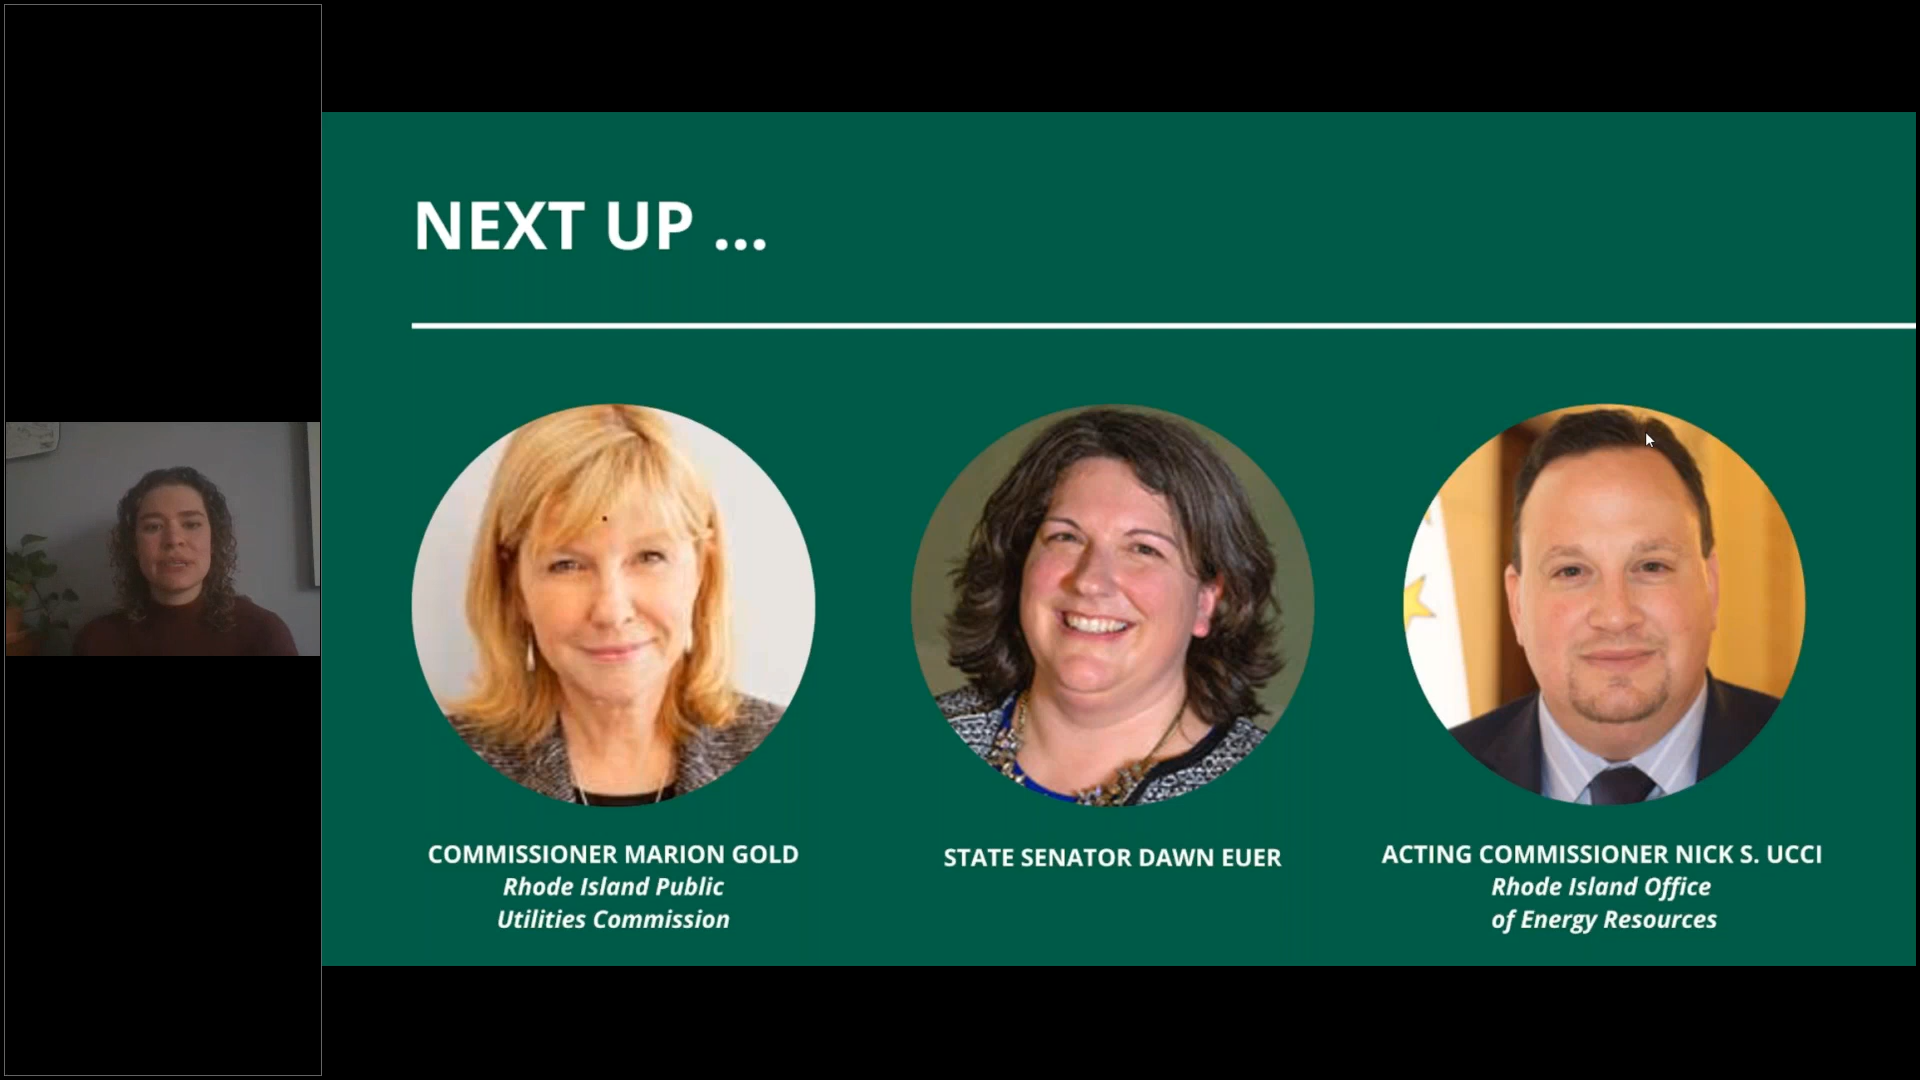 NEXT UP ...
COMMISSIONER MARION GOLD
Rhode Island Public
Utilities Commission
STATE SENATOR DAWN EUER
ACTING COMMISSIONER NICK S. UCCI
Rhode Island Office
of Energy Resources